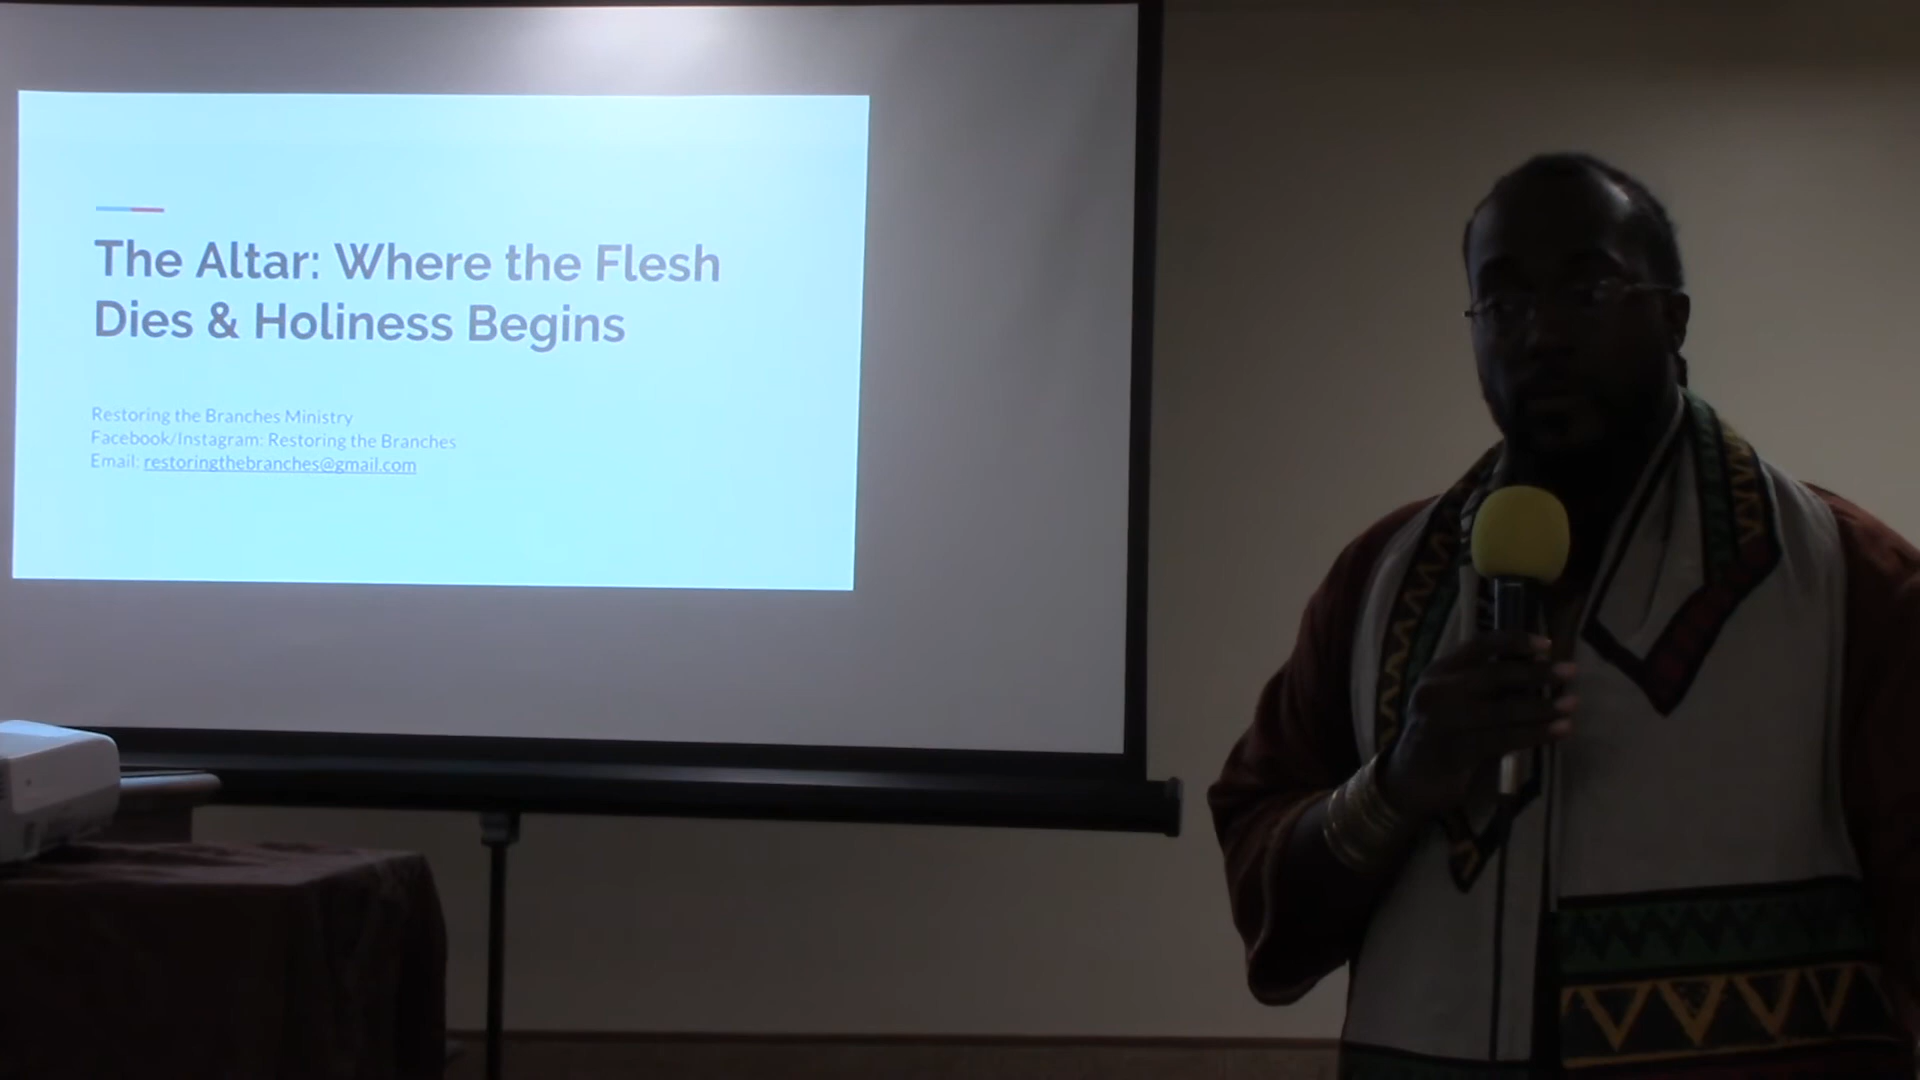 The Altar: Where the Flesh
Dies & Holiness Begins
Restoring the Branches Ministry
Facebook/Instagram: Restoring the Branches
Email: restoringthebranches@gmail.com